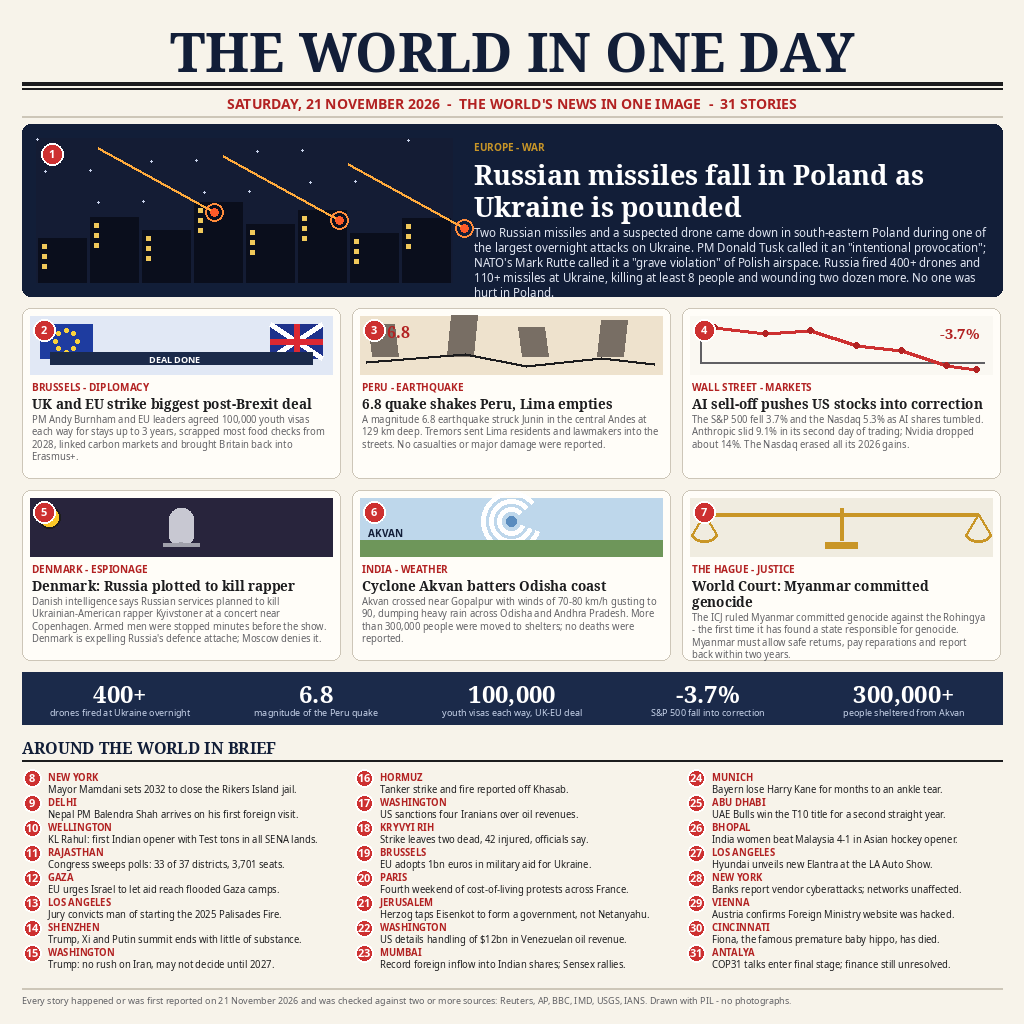 THE WORLD IN ONE DAY
SATURDAY, 21 NOVEMBER 2026 - THE WORLD'S NEWS IN ONE IMAGE - 31 STORIES
1
EUROPE - WAR
Russian missiles fall in Poland as
Ukraine is pounded
Two Russian missiles and a suspected drone came down in south-eastern Poland during one of
the largest overnight attacks on Ukraine. PM Donald Tusk called it an "intentional provocation";
NATO's Mark Rutte called it a "grave violation" of Polish airspace. Russia fired 400+ drones and
110+ missiles at Ukraine, killing at least 8 people and wounding two dozen more. No one was
hurt in Poland.
2
DEAL DONE
BRUSSELS - DIPLOMACY
UK and EU strike biggest post-Brexit deal
PM Andy Burnham and EU leaders agreed 100,000 youth visas
each way for stays up to 3 years, scrapped most food checks from
2028, linked carbon markets and brought Britain back into
Erasmus+.
3
6.8
PERU - EARTHQUAKE
6.8 quake shakes Peru, Lima empties
A magnitude 6.8 earthquake struck Junin in the central Andes at
129 km deep. Tremors sent Lima residents and lawmakers into the
streets. No casualties or major damage were reported.
4
-3.7%
WALL STREET - MARKETS
AI sell-off pushes US stocks into correction
The S&P 500 fell 3.7% and the Nasdaq 5.3% as AI shares tumbled.
Anthropic slid 9.1% in its second day of trading; Nvidia dropped
about 14%. The Nasdaq erased all its 2026 gains.
5
DENMARK - ESPIONAGE
Denmark: Russia plotted to kill rapper
Danish intelligence says Russian services planned to kill
Ukrainian-American rapper Kyivstoner at a concert near
Copenhagen. Armed men were stopped minutes before the show.
Denmark is expelling Russia's defence attache; Moscow denies it.
6
AKVAN
INDIA - WEATHER
Cyclone Akvan batters Odisha coast
Akvan crossed near Gopalpur with winds of 70-80 km/h gusting to
90, dumping heavy rain across Odisha and Andhra Pradesh. More
than 300,000 people were moved to shelters; no deaths were
reported.
7
THE HAGUE - JUSTICE
World Court: Myanmar committed
genocide
The ICJ ruled Myanmar committed genocide against the Rohingya
- the first time it has found a state responsible for genocide.
Myanmar must allow safe returns, pay reparations and report
back within two years.
400+
drones fired at Ukraine overnight
6.8
magnitude of the Peru quake
100,000
youth visas each way, UK-EU deal
-3.7%
S&P 500 fall into correction
300,000+
people sheltered from Akvan
AROUND THE WORLD IN BRIEF
8 NEW YORK
Mayor Mamdani sets 2032 to close the Rikers Island jail.
9 DELHI
Nepal PM Balendra Shah arrives on his first foreign visit.
10 WELLINGTON
KL Rahul: first Indian opener with Test tons in all SENA lands.
11 RAJASTHAN
Congress sweeps polls: 33 of 37 districts, 3,701 seats.
12 GAZA
EU urges Israel to let aid reach flooded Gaza camps.
13 LOS ANGELES
Jury convicts man of starting the 2025 Palisades Fire.
14 SHENZHEN
Trump, Xi and Putin summit ends with little of substance.
15 WASHINGTON
Trump: no rush on Iran, may not decide until 2027.
16 HORMUZ
Tanker strike and fire reported off Khasab.
17 WASHINGTON
US sanctions four Iranians over oil revenues.
18 KRYVYI RIH
Strike leaves two dead, 42 injured, officials say.
19 BRUSSELS
EU adopts 1bn euros in military aid for Ukraine.
20 PARIS
Fourth weekend of cost-of-living protests across France.
21 JERUSALEM
Herzog taps Eisenkot to form a government, not Netanyahu.
22 WASHINGTON
US details handling of $12bn in Venezuelan oil revenue.
23 MUMBAI
Record foreign inflow into Indian shares; Sensex rallies.
24 MUNICH
Bayern lose Harry Kane for months to an ankle tear.
25 ABU DHABI
UAE Bulls win the T10 title for a second straight year.
26 BHOPAL
India women beat Malaysia 4-1 in Asian hockey opener.
27 LOS ANGELES
Hyundai unveils new Elantra at the LA Auto Show.
28 NEW YORK
Banks report vendor cyberattacks; networks unaffected.
29 VIENNA
Austria confirms Foreign Ministry website was hacked.
30 CINCINNATI
Fiona, the famous premature baby hippo, has died.
31 ANTALYA
COP31 talks enter final stage; finance still unresolved.
Every story happened or was first reported on 21 November 2026 and was checked against two or more sources: Reuters, AP, BBC, IMD, USGS, IANS. Drawn with PIL - no photographs.